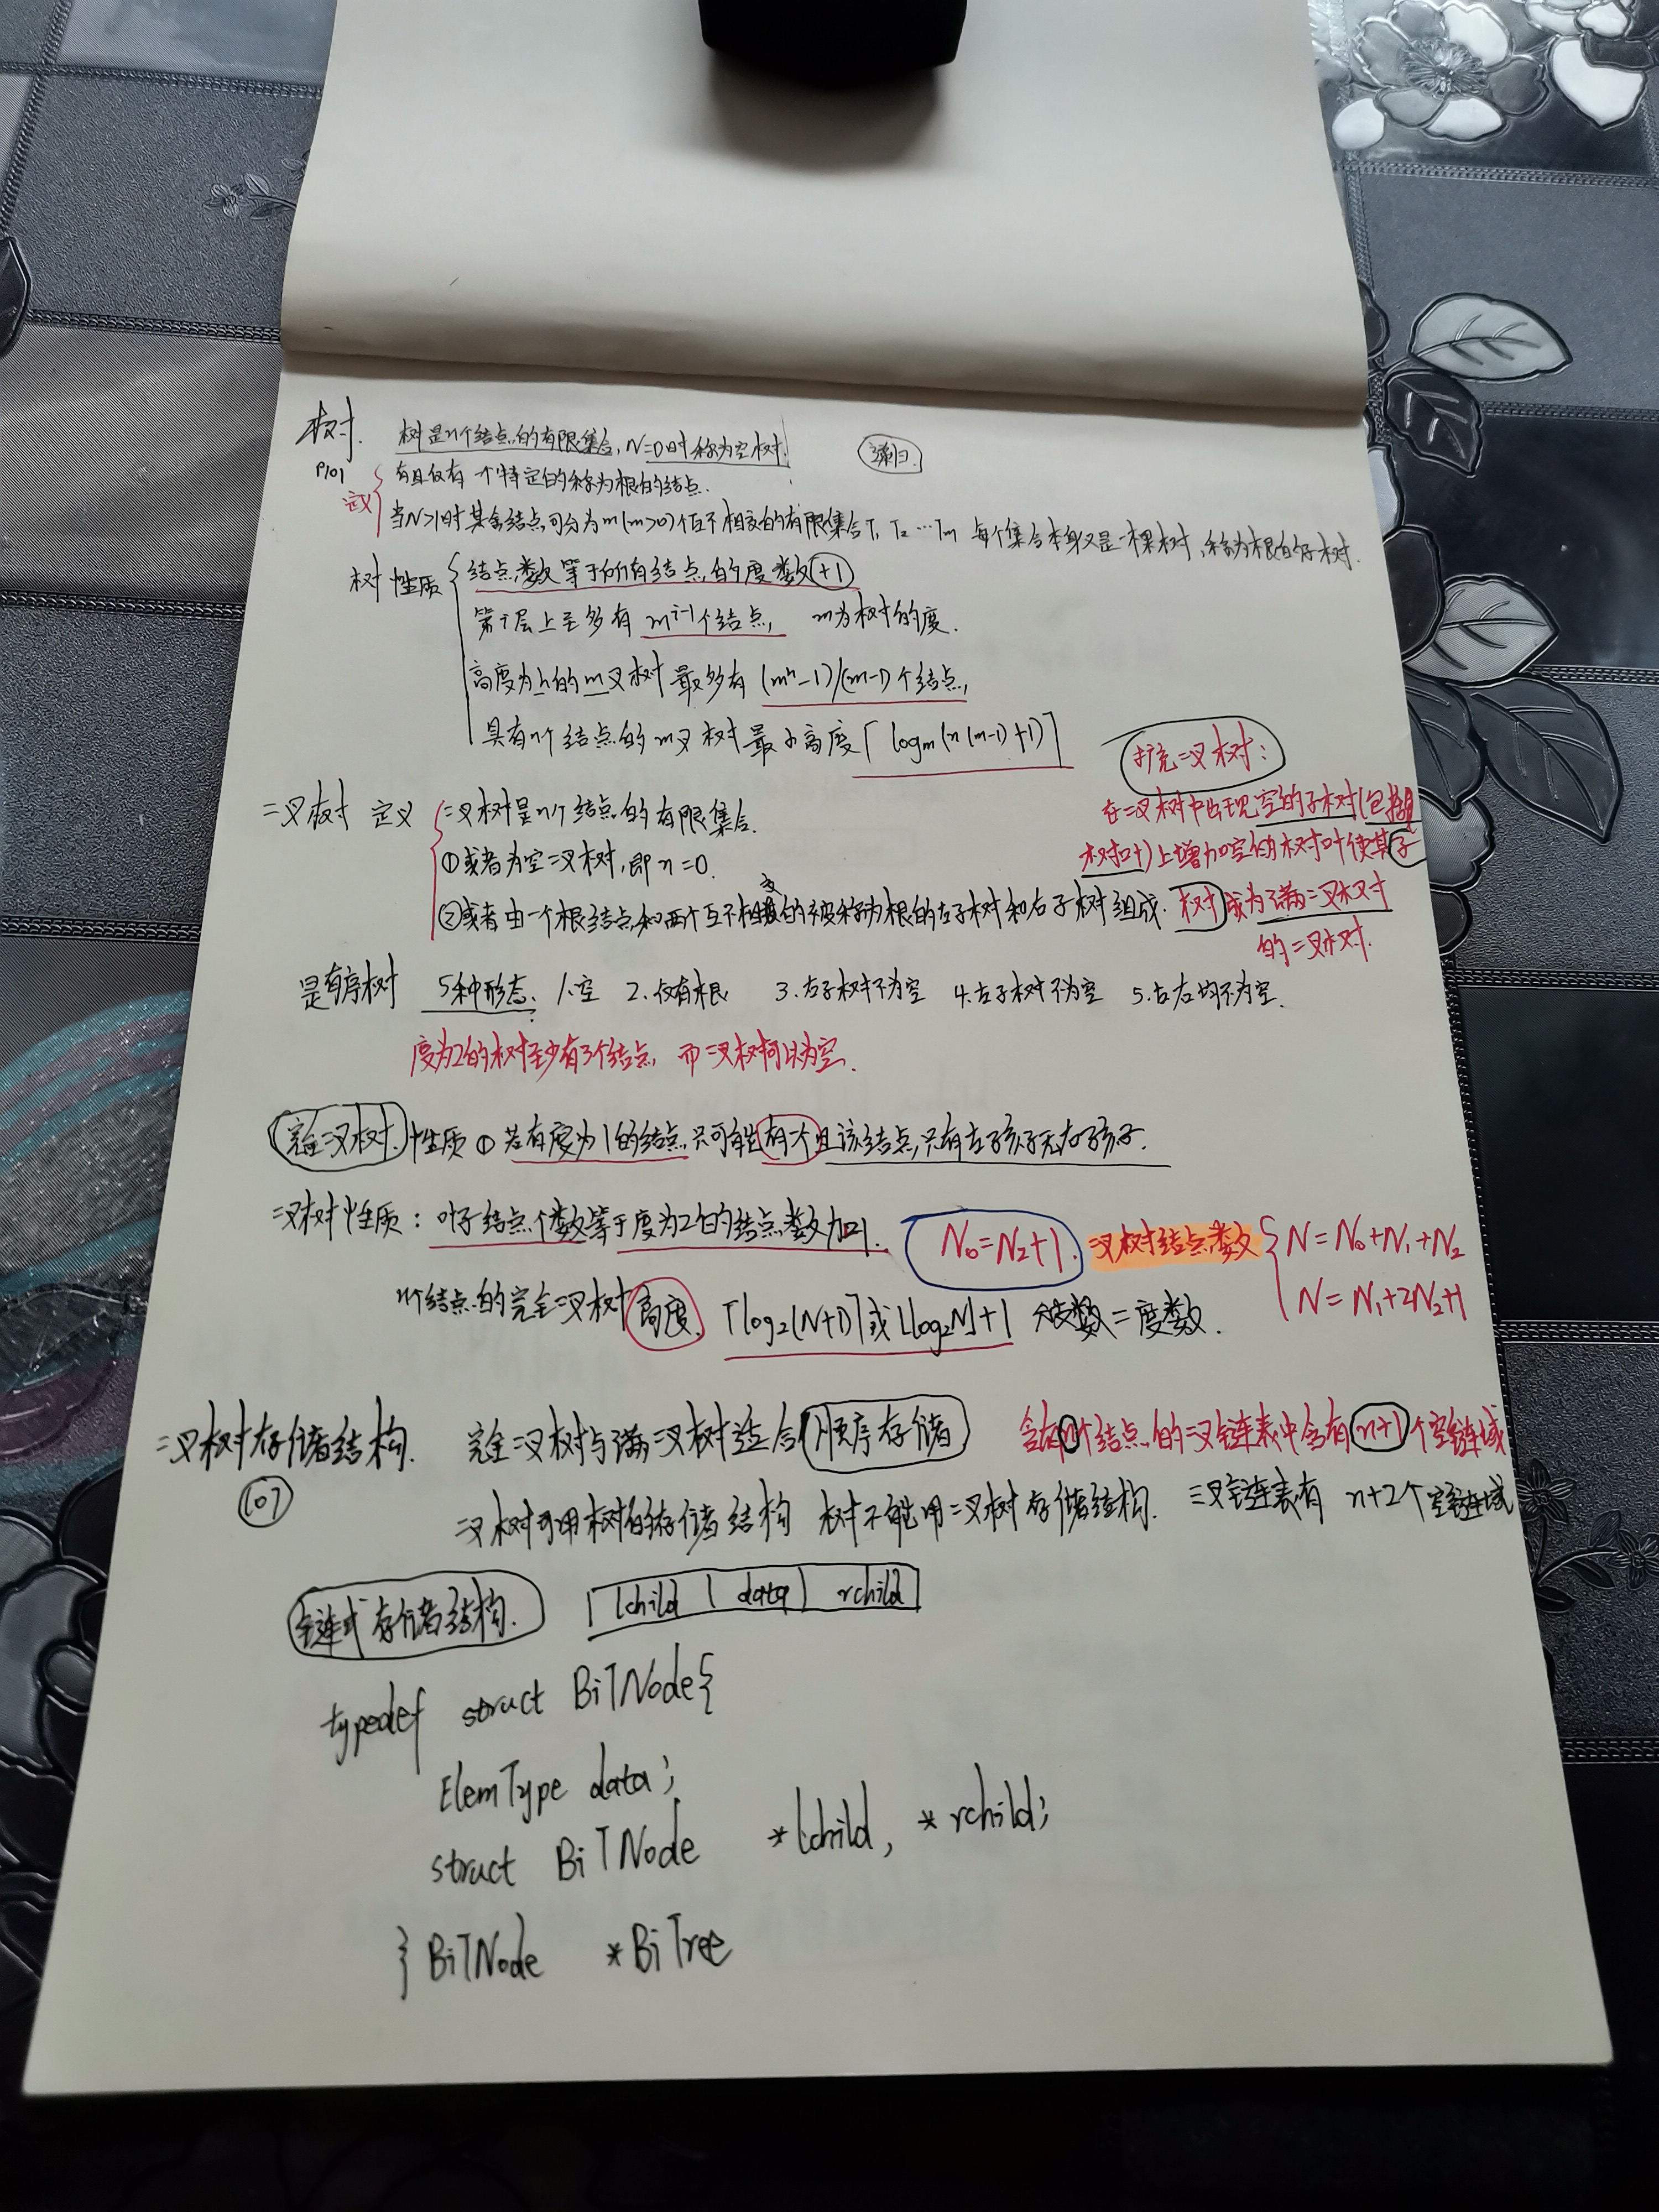 树. 树是n个结点的有限集合, N=0时称为空树. 递归.
P101 有且仅有一个特定的称为根的结点.
定义 当N>1时其余结点可分为m(m>0)个互不相交的有限集合T₁ T₂ …Tm 每个集合本身又是一棵树,称为根的子树.
树 性质 结点数等于所有结点的度数+1
第i层上至多有 mⁱ⁻¹个结点, m为树的度.
高度为h的m叉树 最多有 (mʰ-1)/(m-1)个结点,
具有n个结点的m叉树最小高度⌈logm(n(m-1)+1)⌉
扩充二叉树:
在二叉树中出现空的子树(包括
树叶)上增加空的树叶使其子
树成为满二叉树
的二叉树.
二叉树 定义 二叉树是n个结点的有限集合.
①或者为空二叉树,即n=0.
②或者由一个根结点和两个互不相交的被称为根的左子树和右子树组成.
是有序树 5种形态: 1.空 2.仅有根 3.左子树不为空 4.右子树不为空 5.左右均不为空.
度为2的树至少有3个结点, 而二叉树可以为空.
完全二叉树. 性质① 若有度为1的结点只可能有一个且该结点,只有左孩子无右孩子.
二叉树性质: 叶子结点个数等于度为2的结点数加1. N₀=N₂+1. 二叉树结点数 N=N₀+N₁+N₂
N=N₁+2N₂+1
n个结点的完全二叉树高度. ⌈log₂(N+1)⌉或⌊log₂N⌋+1 分支数=度数.
二叉树存储结构. 完全二叉树与满二叉树适合顺序存储 含有n个结点的二叉链表中含有n+1个空链域
107 二叉树可用树的存储结构 树不能用二叉树存储结构. 三叉链表有 n+2个空链域
链式存储结构. lchild | data | rchild
typedef struct BiTNode{
ElemType data;
struct BiTNode *lchild, *rchild;
} BiTNode *BiTree